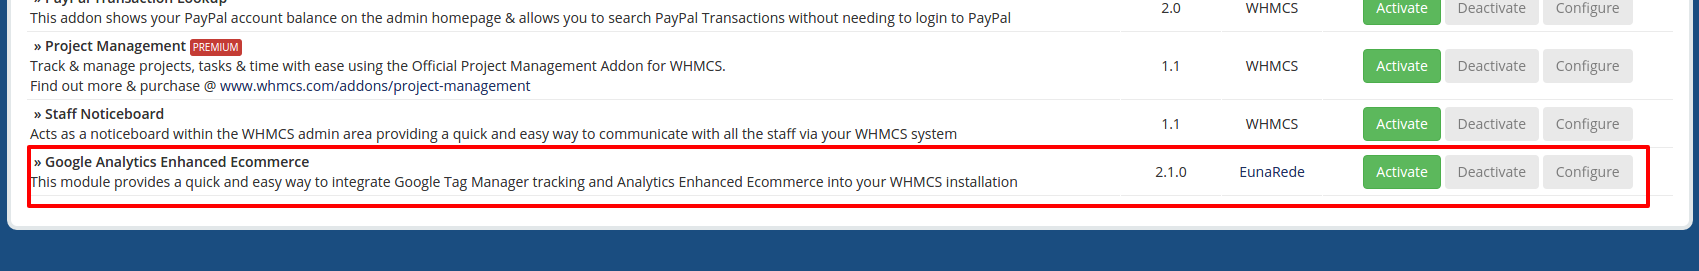 » PayPal Transaction Lookup
This addon shows your PayPal account balance on the admin homepage & allows you to search PayPal Transactions without needing to login to PayPal
2.0 WHMCS Activate Deactivate Configure
» Project Management PREMIUM
Track & manage projects, tasks & time with ease using the Official Project Management Addon for WHMCS.
1.1 WHMCS Activate Deactivate Configure
Find out more & purchase @ www.whmcs.com/addons/project-management
» Staff Noticeboard
Acts as a noticeboard within the WHMCS admin area providing a quick and easy way to communicate with all the staff via your WHMCS system
1.1 WHMCS Activate Deactivate Configure
» Google Analytics Enhanced Ecommerce
This module provides a quick and easy way to integrate Google Tag Manager tracking and Analytics Enhanced Ecommerce into your WHMCS installation
2.1.0 EunaRede Activate Deactivate Configure